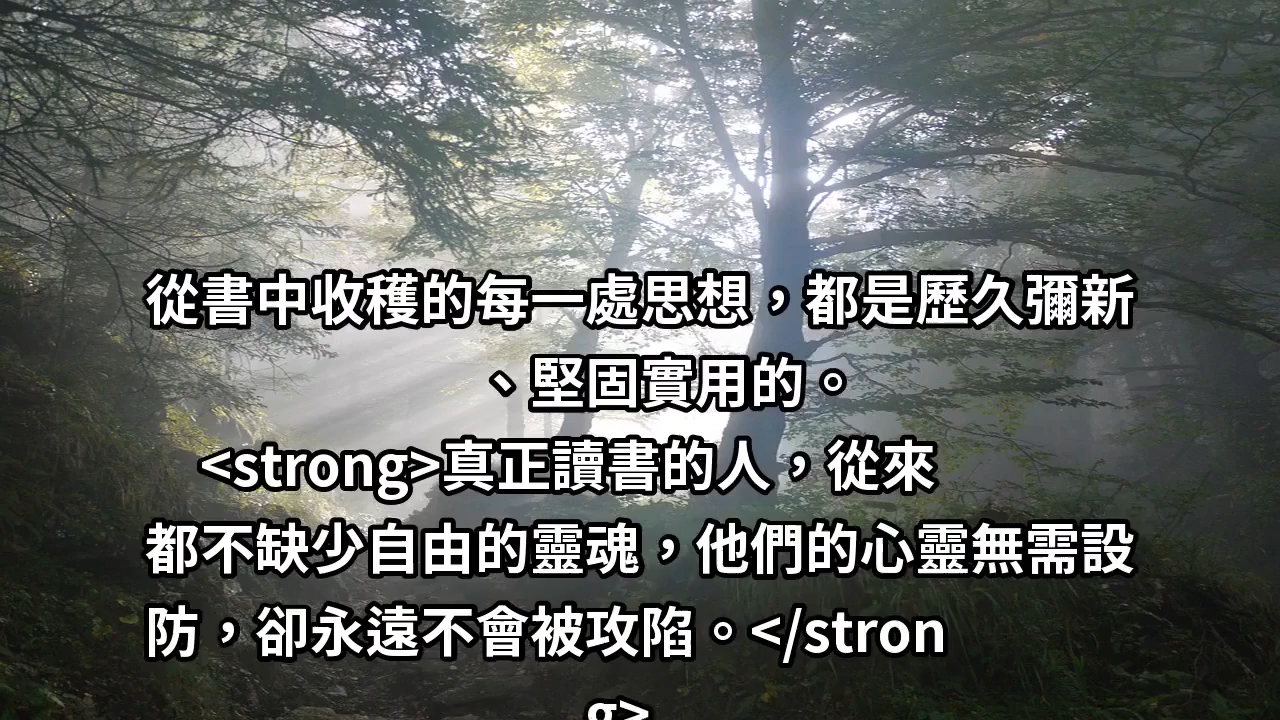 從書中收穫的每一處思想，都是歷久彌新
、堅固實用的。
<strong>真正讀書的人，從來
都不缺少自由的靈魂，他們的心靈無需設
防，卻永遠不會被攻陷。</stron
g>